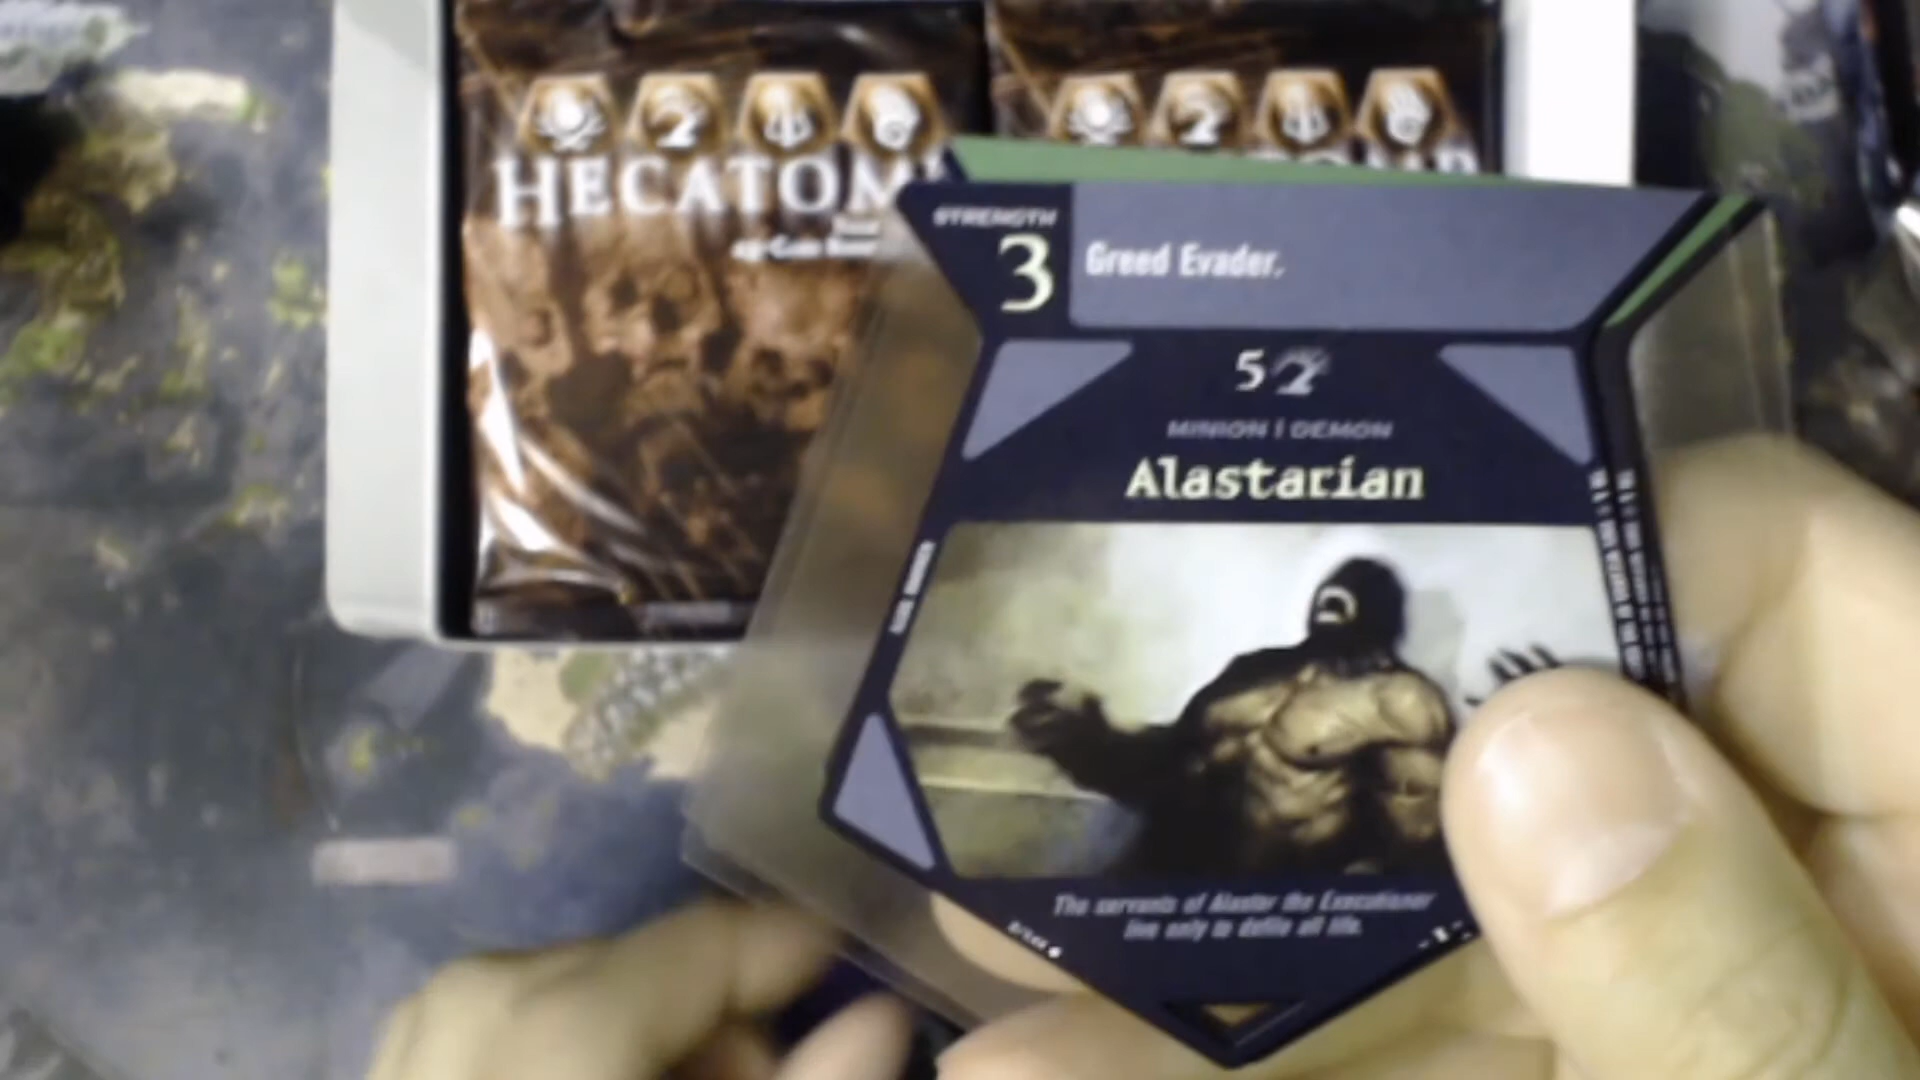 HECATOM
STRENGTH
3
Greed Evader.
5
MINION | DEMON
Alastarian
The servants of Alastor the Executioner
live only to defile all life.